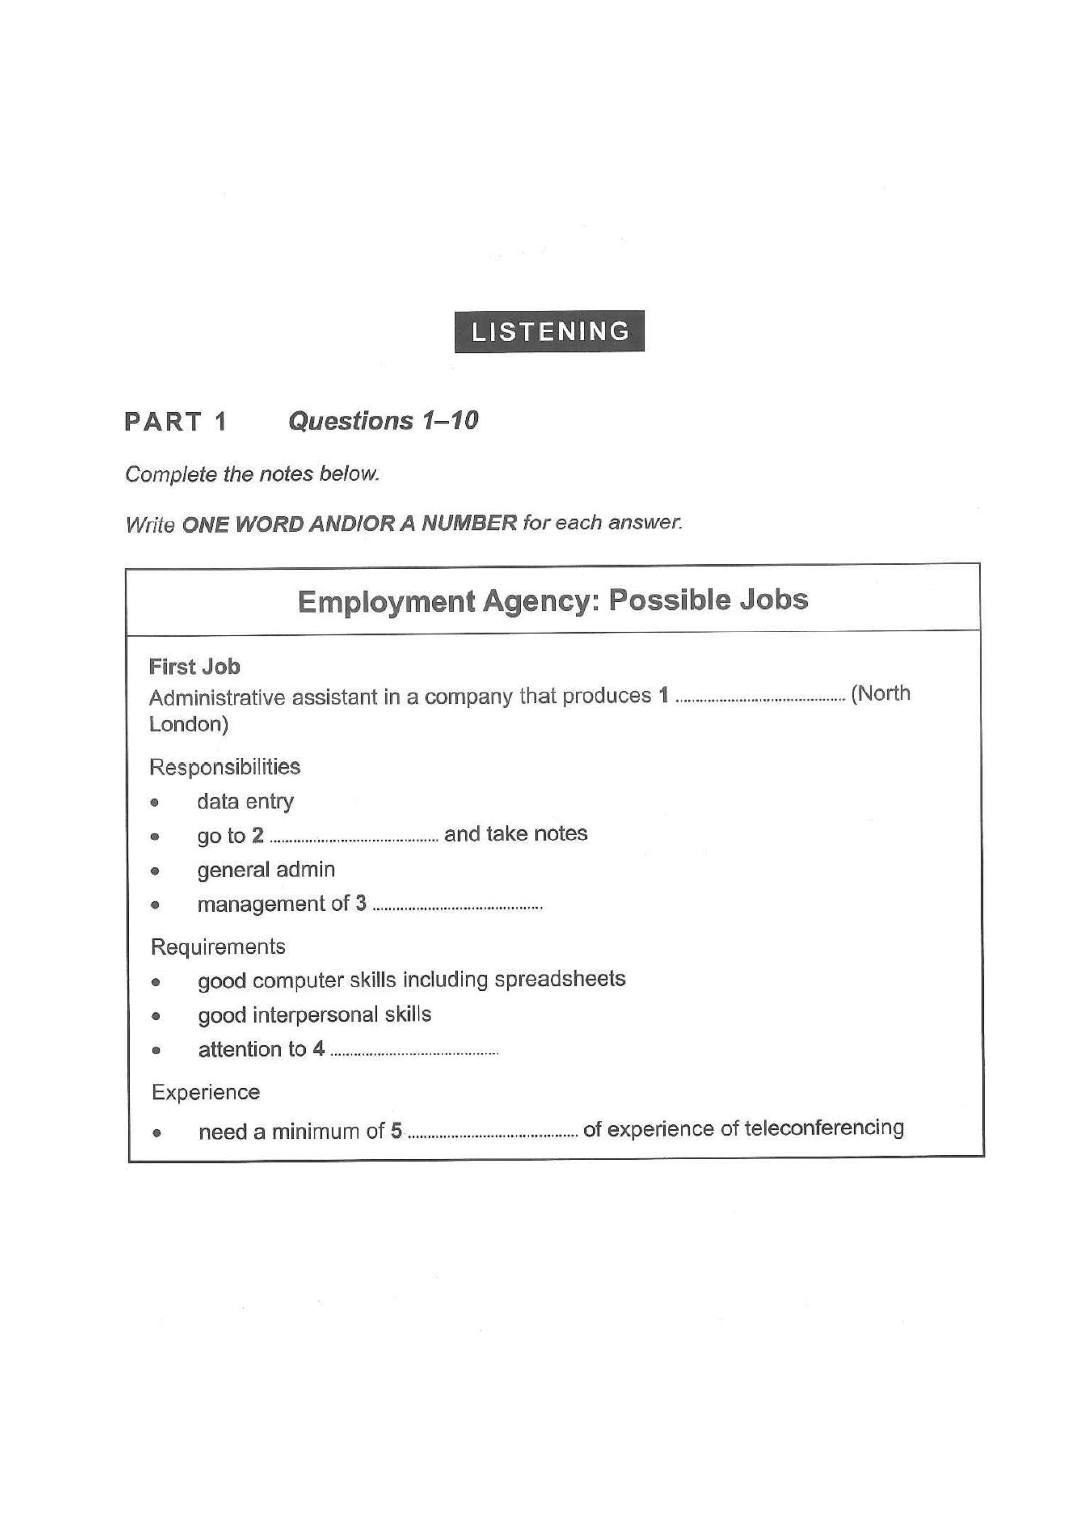 LISTENING
PART 1 Questions 1–10
Complete the notes below.
Write ONE WORD AND/OR A NUMBER for each answer.
Employment Agency: Possible Jobs
First Job
Administrative assistant in a company that produces 1 .......................................... (North
London)
Responsibilities
• data entry
• go to 2 .......................................... and take notes
• general admin
• management of 3 ..........................................
Requirements
• good computer skills including spreadsheets
• good interpersonal skills
• attention to 4 ..........................................
Experience
• need a minimum of 5 .......................................... of experience of teleconferencing